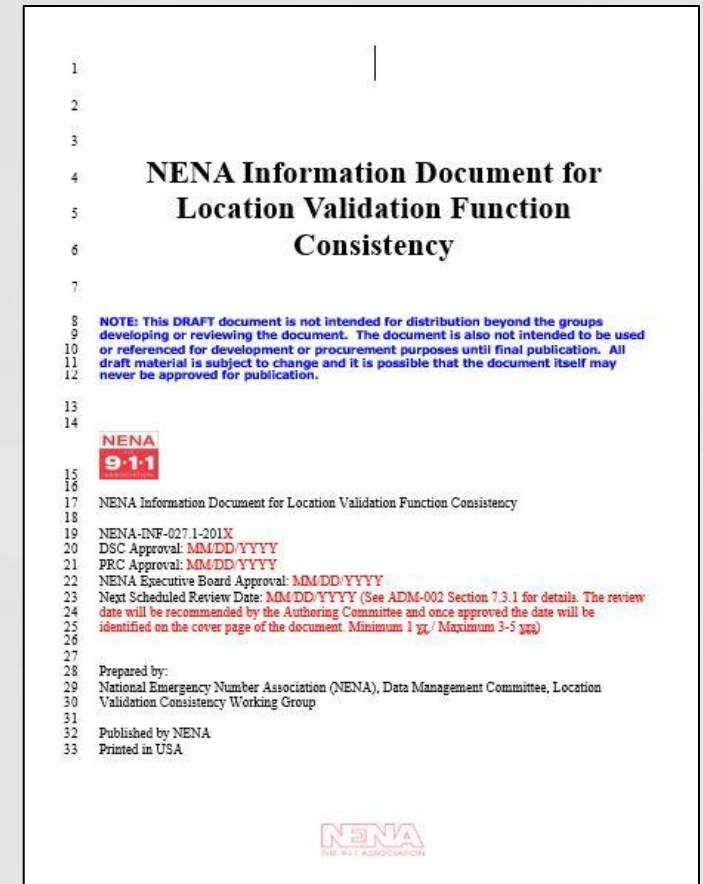 1
2
3
4 NENA Information Document for
5 Location Validation Function
6 Consistency
7
8 NOTE: This DRAFT document is not intended for distribution beyond the groups
9 developing or reviewing the document. The document is also not intended to be used
10 or referenced for development or procurement purposes until final publication. All
11 draft material is subject to change and it is possible that the document itself may
12 never be approved for publication.
13
14
NENA
THE
9·1·1
ASSOCIATION
15
16
17 NENA Information Document for Location Validation Function Consistency
18
19 NENA-INF-027.1-201X
20 DSC Approval: MM/DD/YYYY
21 PRC Approval: MM/DD/YYYY
22 NENA Executive Board Approval: MM/DD/YYYY
23 Next Scheduled Review Date: MM/DD/YYYY (See ADM-002 Section 7.3.1 for details. The review
24 date will be recommended by the Authoring Committee and once approved the date will be
25 identified on the cover page of the document. Minimum 1 yr./ Maximum 3-5 yrs)
26
27
28 Prepared by:
29 National Emergency Number Association (NENA), Data Management Committee, Location
30 Validation Consistency Working Group
31
32 Published by NENA
33 Printed in USA
NENA
THE 9-1-1 ASSOCIATION